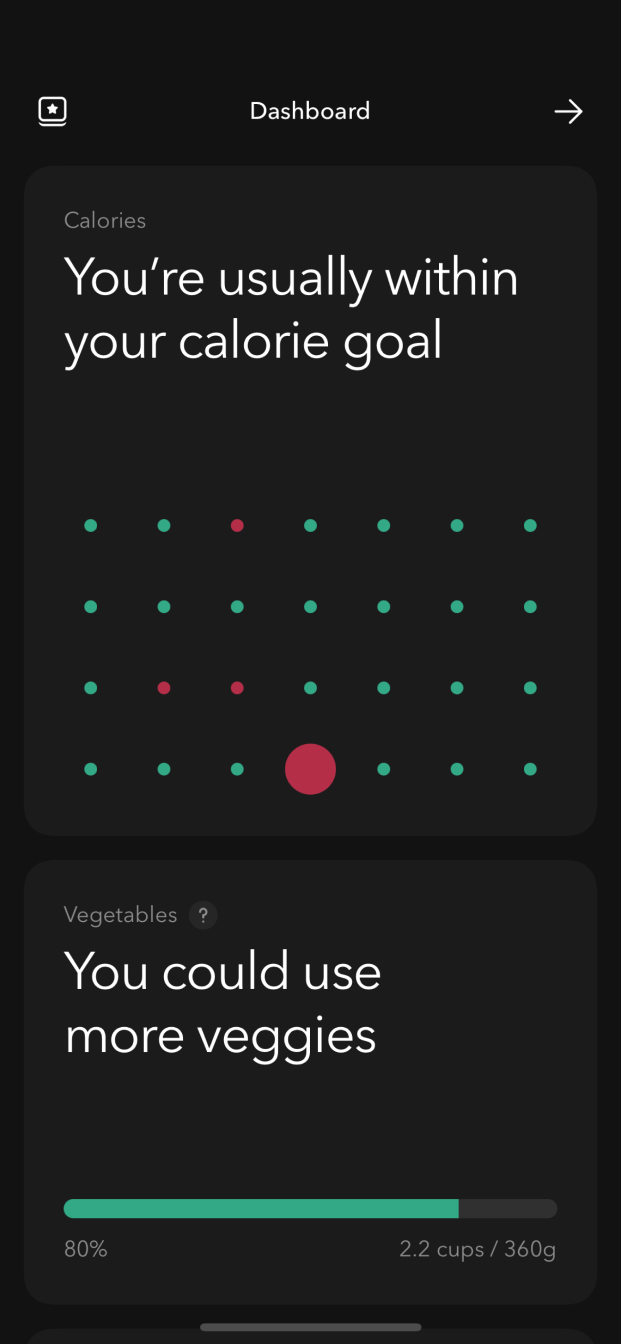 Dashboard
Calories
You’re usually within
your calorie goal
Vegetables ?
You could use
more veggies
80%
2.2 cups / 360g